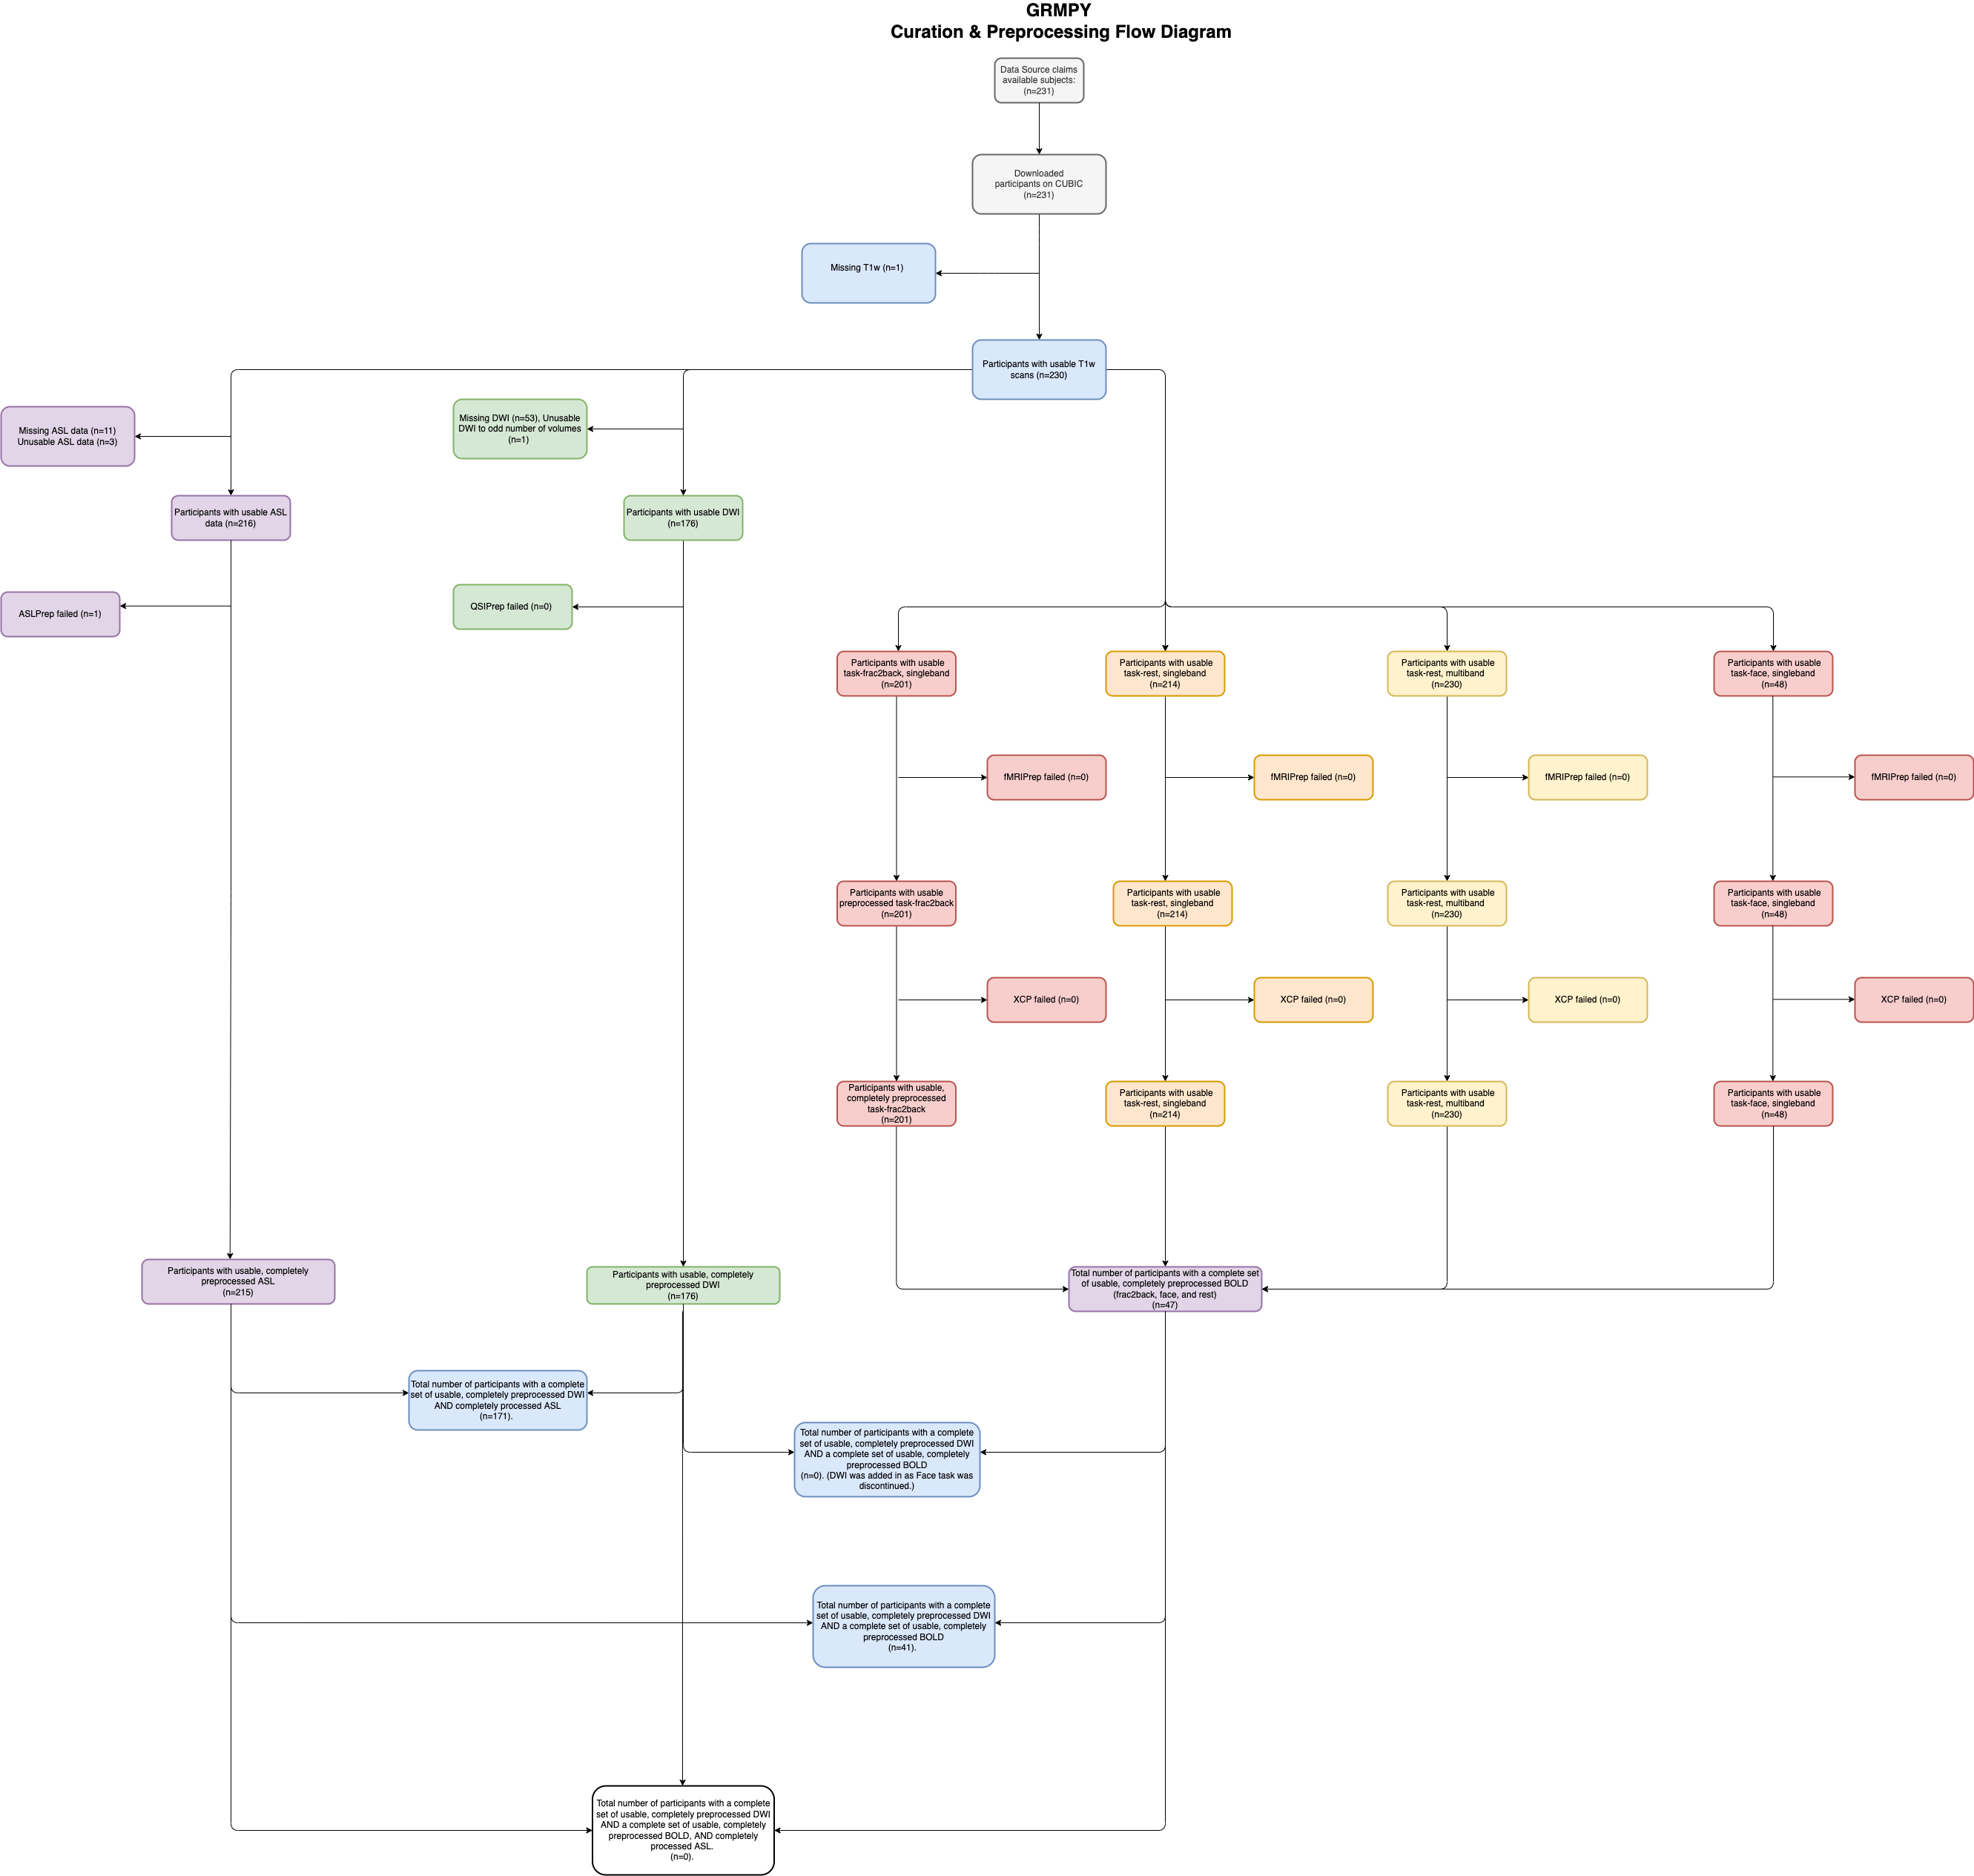 GRMPY
Curation & Preprocessing Flow Diagram
Data Source claims
available subjects:
(n=231)
Downloaded
participants on CUBIC
(n=231)
Missing T1w (n=1)
Participants with usable T1w
scans (n=230)
Missing ASL data (n=11)
Unusable ASL data (n=3)
Missing DWI (n=53), Unusable
DWI to odd number of volumes
(n=1)
Participants with usable ASL
data (n=216)
Participants with usable DWI
(n=176)
ASLPrep failed (n=1)
QSIPrep failed (n=0)
Participants with usable
task-frac2back, singleband
(n=201)
Participants with usable
task-rest, singleband
(n=214)
Participants with usable
task-rest, multiband
(n=230)
Participants with usable
task-face, singleband
(n=48)
fMRIPrep failed (n=0)
fMRIPrep failed (n=0)
fMRIPrep failed (n=0)
fMRIPrep failed (n=0)
Participants with usable
preprocessed task-frac2back
(n=201)
Participants with usable
task-rest, singleband
(n=214)
Participants with usable
task-rest, multiband
(n=230)
Participants with usable
task-face, singleband
(n=48)
XCP failed (n=0)
XCP failed (n=0)
XCP failed (n=0)
XCP failed (n=0)
Participants with usable,
completely preprocessed
task-frac2back
(n=201)
Participants with usable
task-rest, singleband
(n=214)
Participants with usable
task-rest, multiband
(n=230)
Participants with usable
task-face, singleband
(n=48)
Participants with usable, completely
preprocessed ASL
(n=215)
Participants with usable, completely
preprocessed DWI
(n=176)
Total number of participants with a complete set
of usable, completely preprocessed BOLD
(frac2back, face, and rest)
(n=47)
Total number of participants with a complete
set of usable, completely preprocessed DWI
AND completely processed ASL
(n=171).
Total number of participants with a complete
set of usable, completely preprocessed DWI
AND a complete set of usable, completely
preprocessed BOLD
(n=0). (DWI was added in as Face task was
discontinued.)
Total number of participants with a complete
set of usable, completely preprocessed DWI
AND a complete set of usable, completely
preprocessed BOLD
(n=41).
Total number of participants with a complete
set of usable, completely preprocessed DWI
AND a complete set of usable, completely
preprocessed BOLD, AND completely
processed ASL.
(n=0).